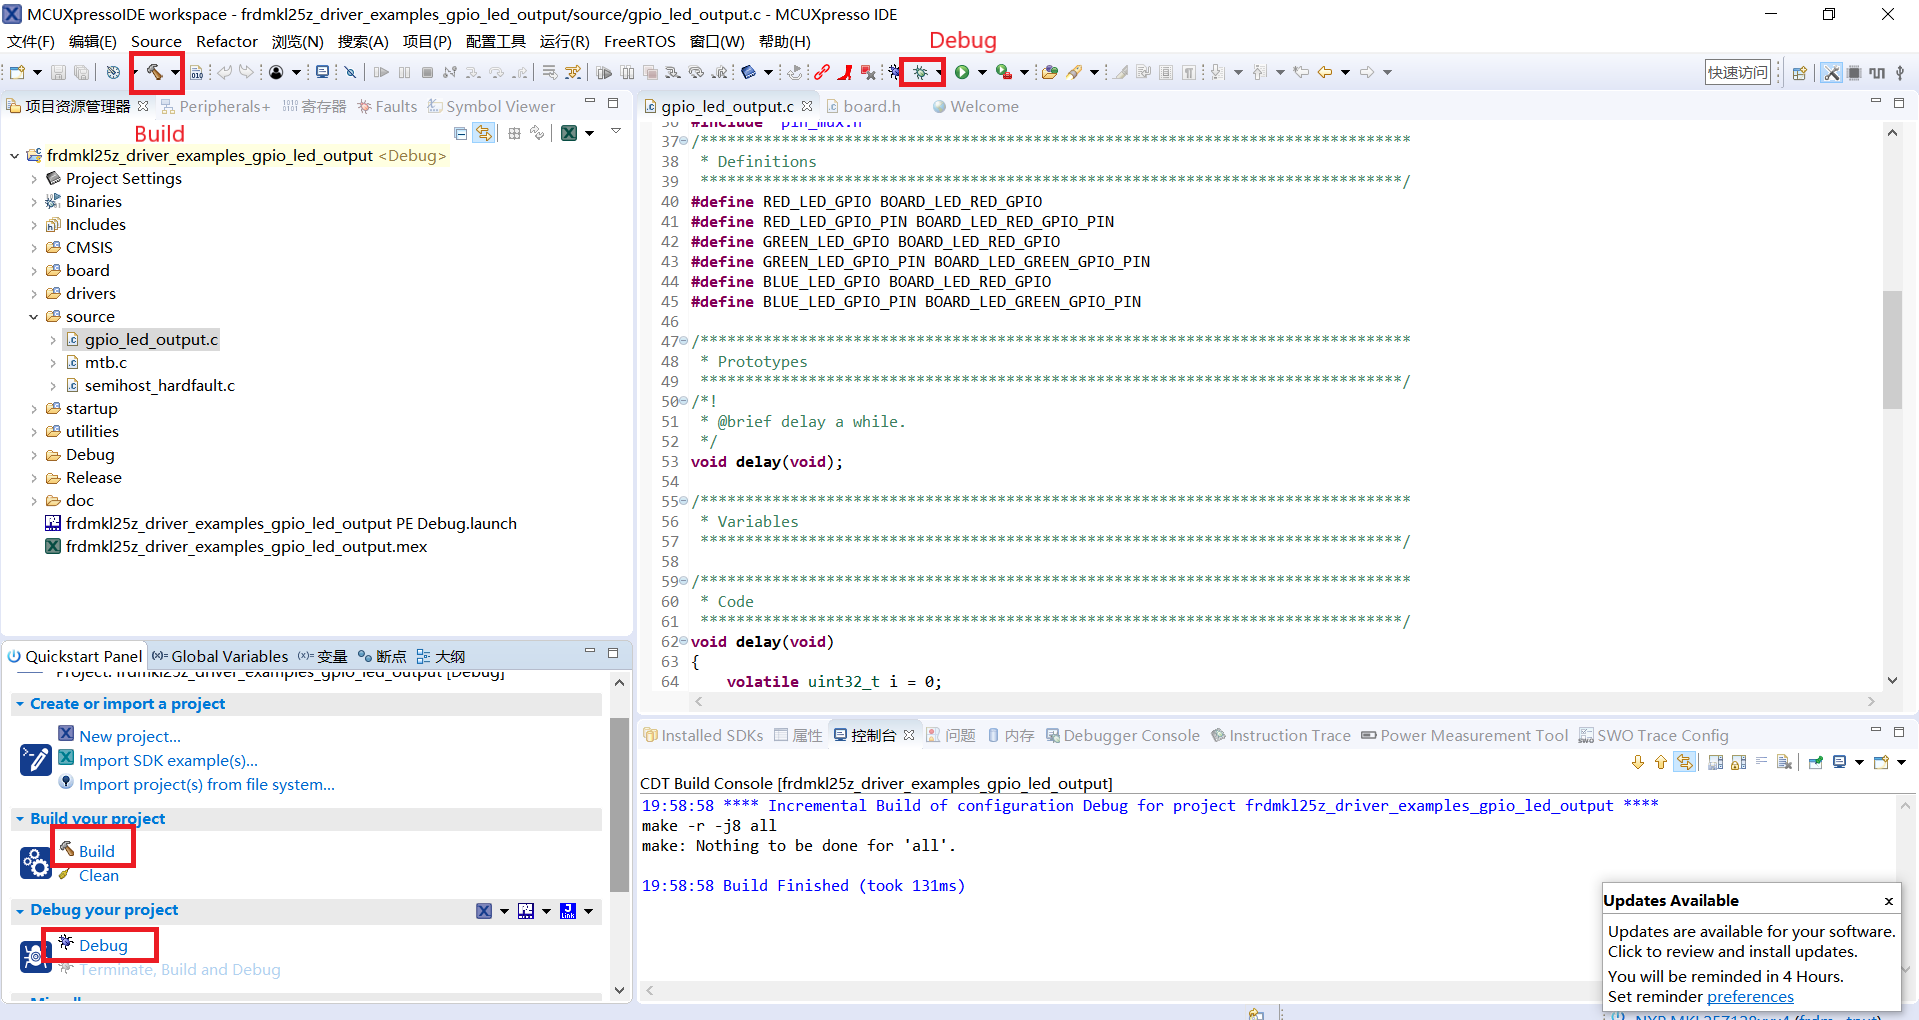 MCUXpressoIDE workspace - frdmkl25z_driver_examples_gpio_led_output/source/gpio_led_output.c - MCUXpresso IDE
文件(F) 编辑(E) Source Refactor 浏览(N) 搜索(A) 项目(P) 配置工具 运行(R) FreeRTOS 窗口(W) 帮助(H)
Debug
快速访问
项目资源管理器 Peripherals+ 寄存器 Faults Symbol Viewer
Build
frdmkl25z_driver_examples_gpio_led_output <Debug>
Project Settings
Binaries
Includes
CMSIS
board
drivers
source
gpio_led_output.c
mtb.c
semihost_hardfault.c
startup
utilities
Debug
Release
doc
frdmkl25z_driver_examples_gpio_led_output PE Debug.launch
frdmkl25z_driver_examples_gpio_led_output.mex
gpio_led_output.c board.h Welcome
36 #include "pin_mux.h"
37 /*******************************************************************************
38  * Definitions
39  ******************************************************************************/
40 #define RED_LED_GPIO BOARD_LED_RED_GPIO
41 #define RED_LED_GPIO_PIN BOARD_LED_RED_GPIO_PIN
42 #define GREEN_LED_GPIO BOARD_LED_RED_GPIO
43 #define GREEN_LED_GPIO_PIN BOARD_LED_GREEN_GPIO_PIN
44 #define BLUE_LED_GPIO BOARD_LED_RED_GPIO
45 #define BLUE_LED_GPIO_PIN BOARD_LED_GREEN_GPIO_PIN
46
47 /*******************************************************************************
48  * Prototypes
49  ******************************************************************************/
50 /*!
51  * @brief delay a while.
52  */
53 void delay(void);
54
55 /*******************************************************************************
56  * Variables
57  ******************************************************************************/
58
59 /*******************************************************************************
60  * Code
61  ******************************************************************************/
62 void delay(void)
63 {
64     volatile uint32_t i = 0;
Quickstart Panel Global Variables 变量 断点 大纲
Project: frdmkl25z_driver_examples_gpio_led_output [Debug]
Create or import a project
New project...
Import SDK example(s)...
Import project(s) from file system...
Build your project
Build
Clean
Debug your project
Debug
Terminate, Build and Debug
Installed SDKs 属性 控制台 问题 内存 Debugger Console Instruction Trace Power Measurement Tool SWO Trace Config
CDT Build Console [frdmkl25z_driver_examples_gpio_led_output]
19:58:58 **** Incremental Build of configuration Debug for project frdmkl25z_driver_examples_gpio_led_output ****
make -r -j8 all
make: Nothing to be done for 'all'.
19:58:58 Build Finished (took 131ms)
Updates Available
Updates are available for your software.
Click to review and install updates.
You will be reminded in 4 Hours.
Set reminder preferences